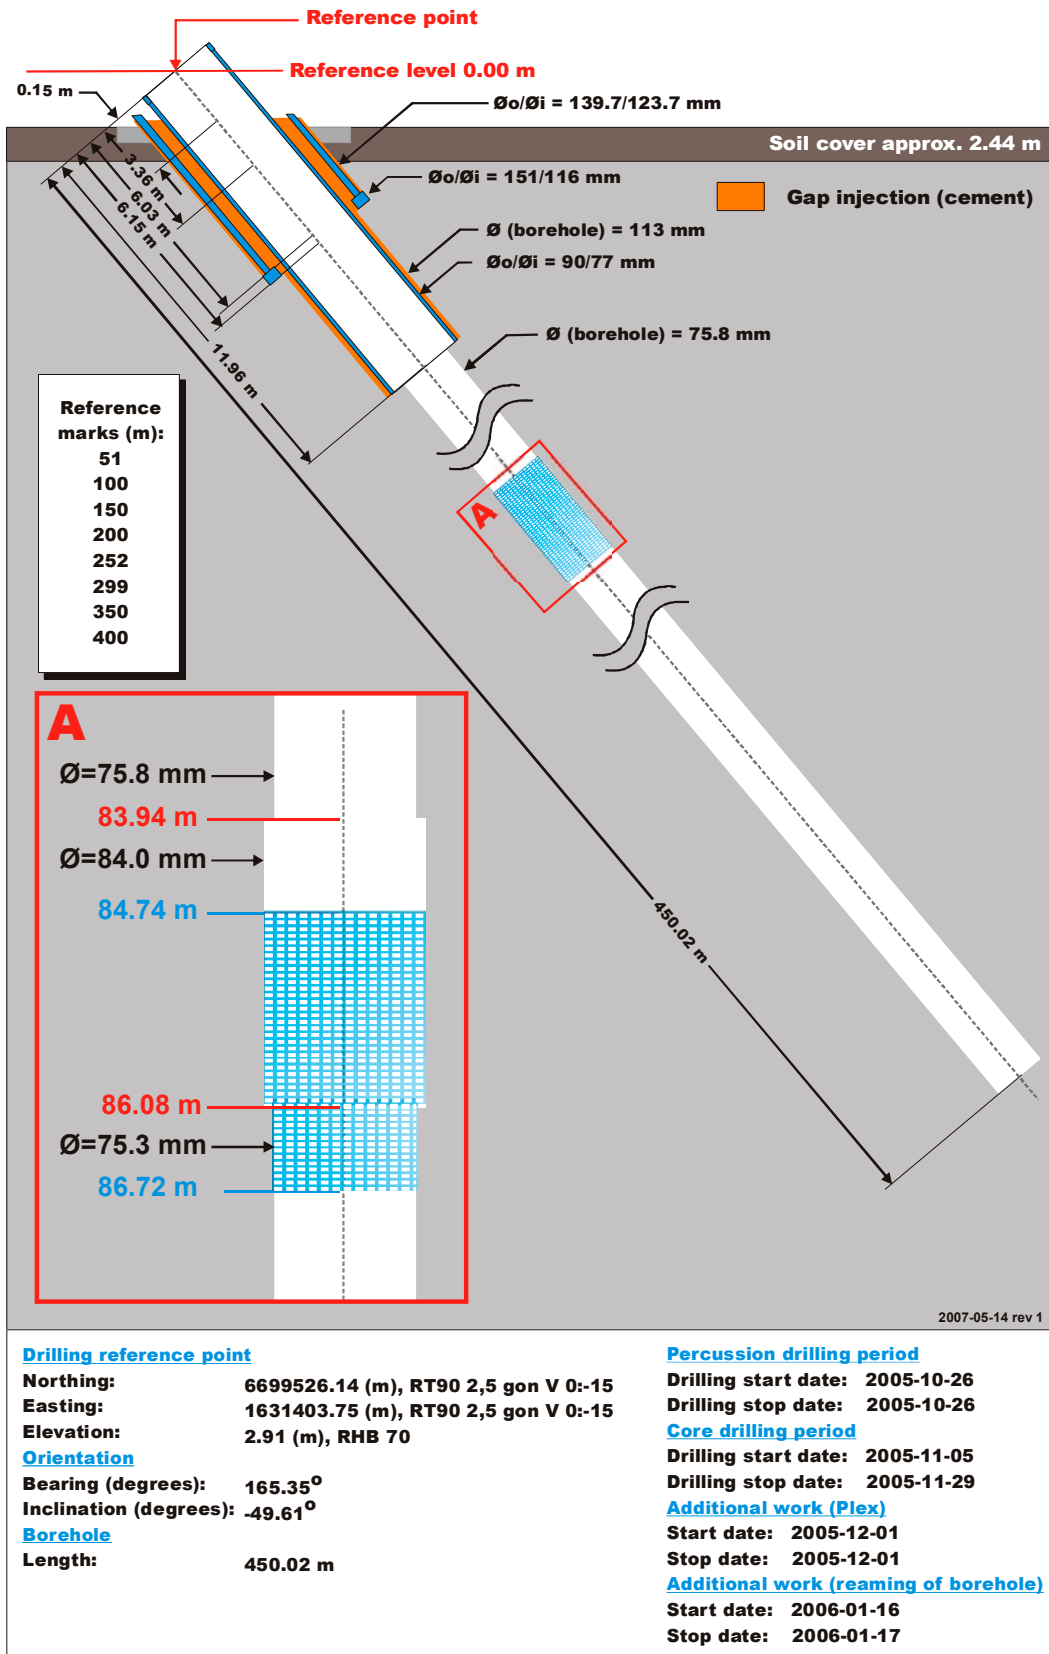 Reference point
Reference level 0.00 m
0.15 m
Øo/Øi = 139.7/123.7 mm
Soil cover approx. 2.44 m
Øo/Øi = 151/116 mm
Gap injection (cement)
3.36 m
6.03 m
6.15 m
Ø (borehole) = 113 mm
Øo/Øi = 90/77 mm
Ø (borehole) = 75.8 mm
11.96 m
Reference
marks (m):
51
100
150
200
252
299
350
400
A
450.02 m
A
Ø=75.8 mm
83.94 m
Ø=84.0 mm
84.74 m
86.08 m
Ø=75.3 mm
86.72 m
2007-05-14 rev 1
Drilling reference point
Northing: 6699526.14 (m), RT90 2,5 gon V 0:-15
Easting: 1631403.75 (m), RT90 2,5 gon V 0:-15
Elevation: 2.91 (m), RHB 70
Orientation
Bearing (degrees): 165.35°
Inclination (degrees): -49.61°
Borehole
Length: 450.02 m
Percussion drilling period
Drilling start date: 2005-10-26
Drilling stop date: 2005-10-26
Core drilling period
Drilling start date: 2005-11-05
Drilling stop date: 2005-11-29
Additional work (Plex)
Start date: 2005-12-01
Stop date: 2005-12-01
Additional work (reaming of borehole)
Start date: 2006-01-16
Stop date: 2006-01-17